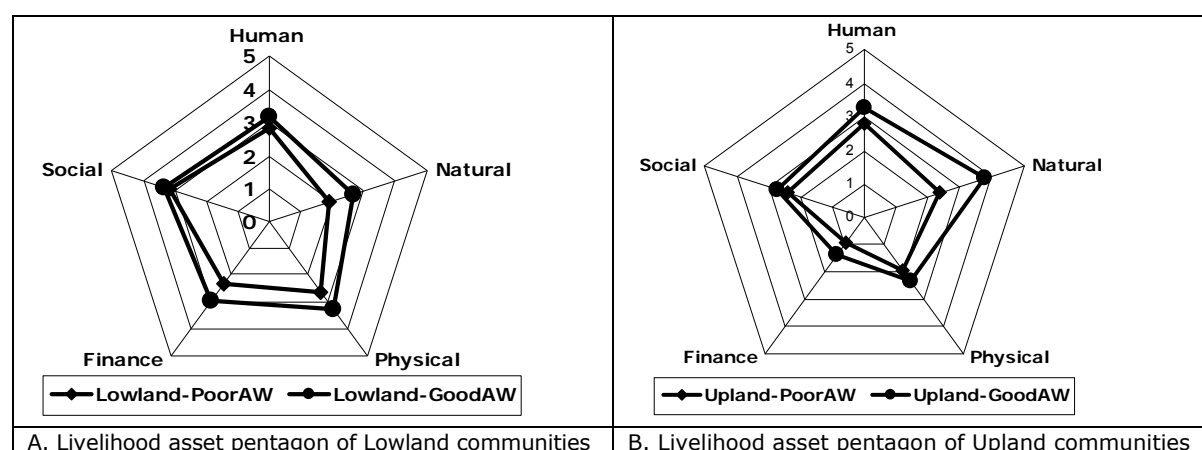 Human
5
4
3
2
1
0
Social
Natural
Finance
Physical
Lowland-PoorAW Lowland-GoodAW
A. Livelihood asset pentagon of Lowland communities
Human
5
4
3
2
1
0
Social
Natural
Finance
Physical
Upland-PoorAW Upland-GoodAW
B. Livelihood asset pentagon of Upland communities